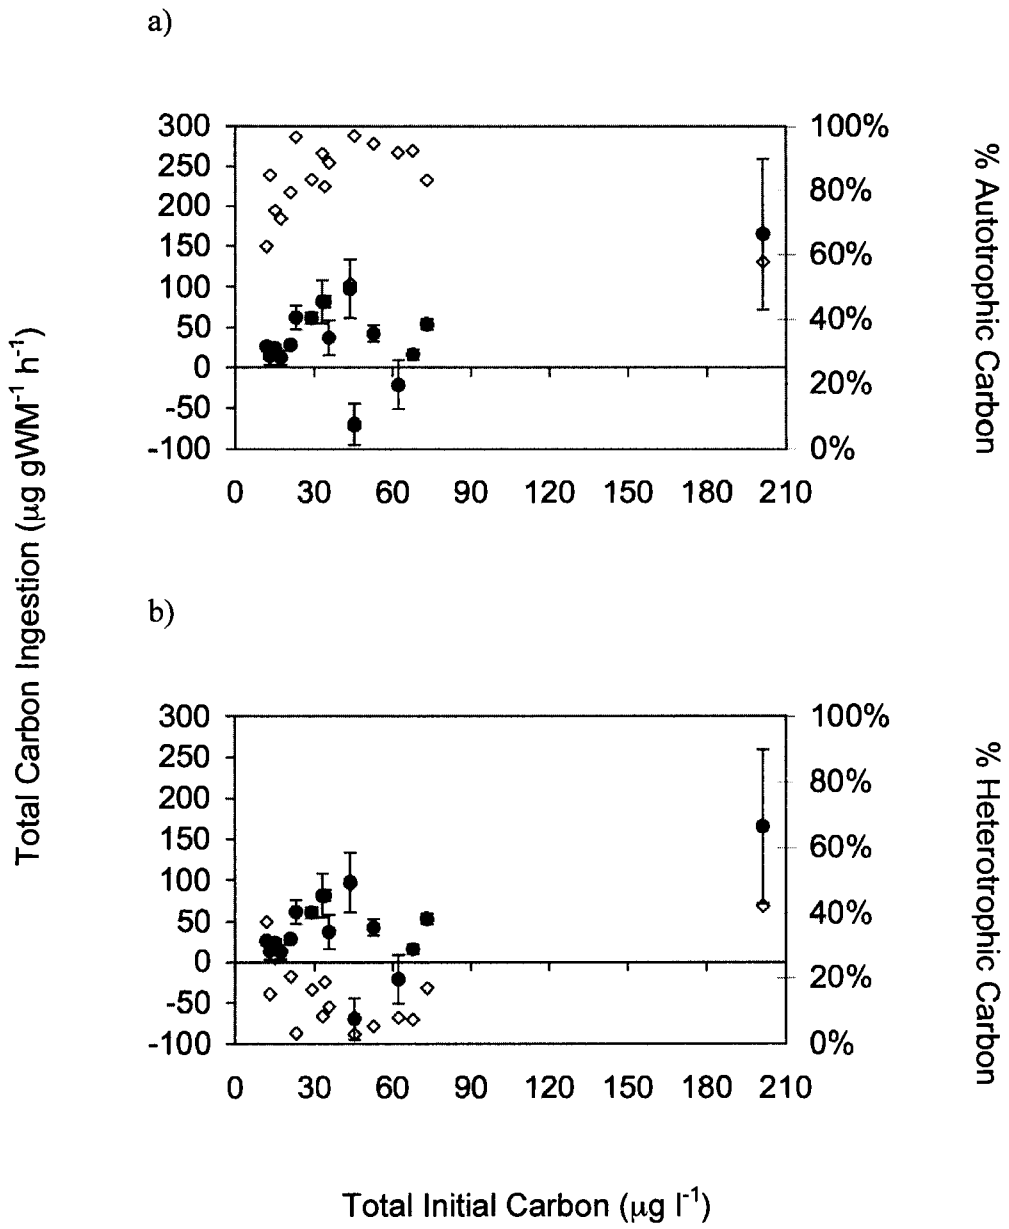 a)
300 100%
250
200 80%
150 60%
100
50 40%
0
-50 20%
-100 0%
0 30 60 90 120 150 180 210
% Autotrophic Carbon
Total Carbon Ingestion (µg gWM⁻¹ h⁻¹)
b)
300 100%
250 80%
200
150 60%
100
50 40%
0 20%
-50
-100 0%
0 30 60 90 120 150 180 210
% Heterotrophic Carbon
Total Initial Carbon (µg l⁻¹)